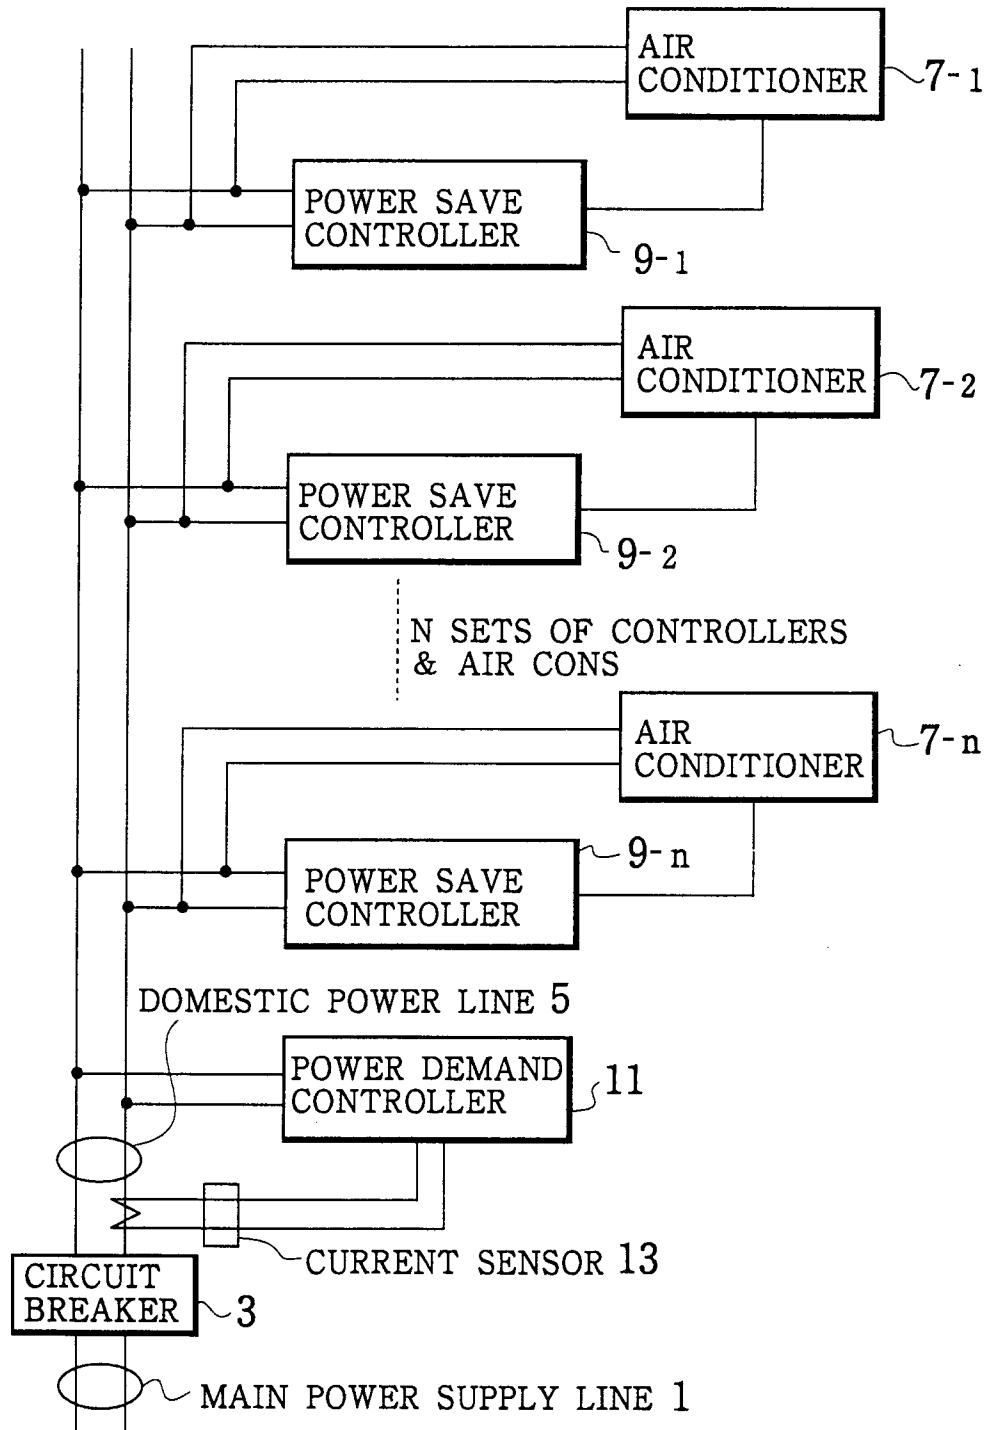 AIR
CONDITIONER
7-1
POWER SAVE
CONTROLLER
9-1
AIR
CONDITIONER
7-2
POWER SAVE
CONTROLLER
9-2
N SETS OF CONTROLLERS
& AIR CONS
AIR
CONDITIONER
7-n
9-n
POWER SAVE
CONTROLLER
DOMESTIC POWER LINE 5
POWER DEMAND
CONTROLLER
11
CURRENT SENSOR 13
CIRCUIT
BREAKER
3
MAIN POWER SUPPLY LINE 1